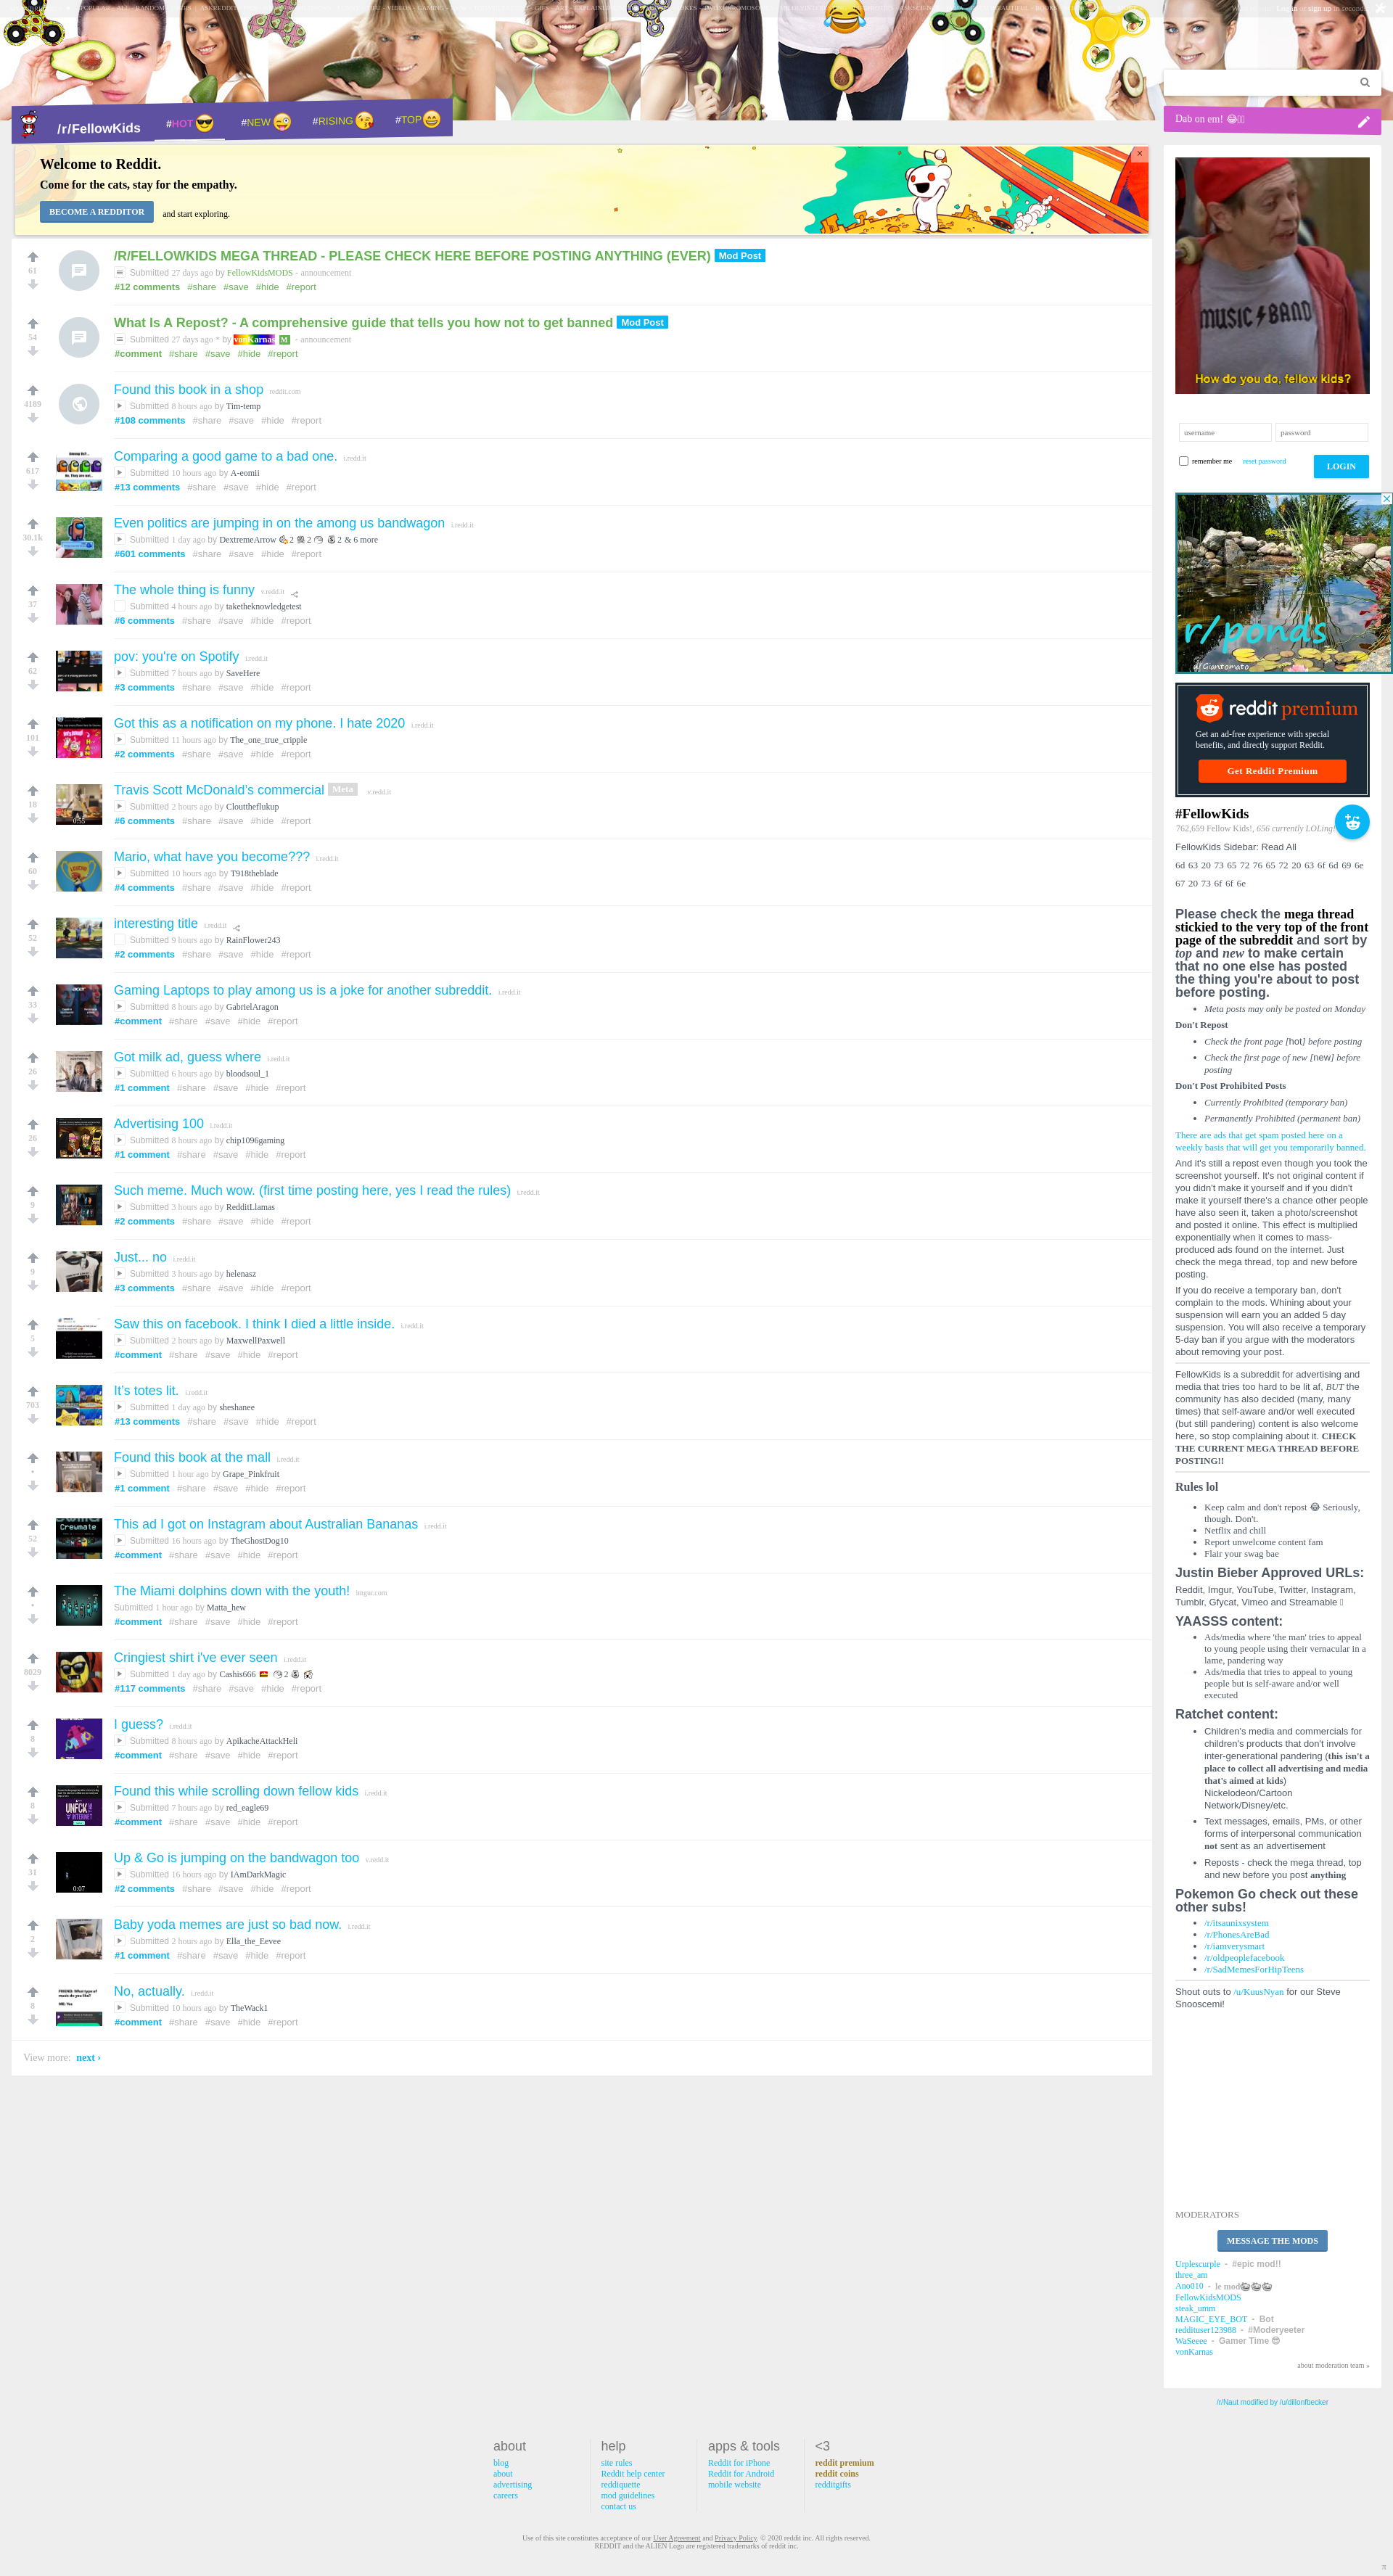 /r/FellowKids
#HOT
#NEW
#RISING
#TOP
Dab on em! 😂
Welcome to Reddit.
Come for the cats, stay for the empathy.
BECOME A REDDITOR
and start exploring.
×
61
/R/FELLOWKIDS MEGA THREAD - PLEASE CHECK HERE BEFORE POSTING ANYTHING (EVER) Mod Post
Submitted 27 days ago by FellowKidsMODS - announcement
#12 comments #share #save #hide #report
54
What Is A Repost? - A comprehensive guide that tells you how not to get banned Mod Post
Submitted 27 days ago * by vonKarnas M - announcement
#comment #share #save #hide #report
4189
Found this book in a shop reddit.com
Submitted 8 hours ago by Tim-temp
#108 comments #share #save #hide #report
617
Comparing a good game to a bad one. i.redd.it
Submitted 10 hours ago by A-eomii
#13 comments #share #save #hide #report
30.1k
Even politics are jumping in on the among us bandwagon i.redd.it
Submitted 1 day ago by DextremeArrow 2 2 2 & 6 more
#601 comments #share #save #hide #report
37
The whole thing is funny v.redd.it
Submitted 4 hours ago by taketheknowledgetest
#6 comments #share #save #hide #report
62
pov: you're on Spotify i.redd.it
Submitted 7 hours ago by SaveHere
#3 comments #share #save #hide #report
101
Got this as a notification on my phone. I hate 2020 i.redd.it
Submitted 11 hours ago by The_one_true_cripple
#2 comments #share #save #hide #report
18
Travis Scott McDonald's commercial Meta v.redd.it
Submitted 2 hours ago by Clouttheflukup
#6 comments #share #save #hide #report
0:55
60
Mario, what have you become??? i.redd.it
Submitted 10 hours ago by T918theblade
#4 comments #share #save #hide #report
52
interesting title i.redd.it
Submitted 9 hours ago by RainFlower243
#2 comments #share #save #hide #report
33
Gaming Laptops to play among us is a joke for another subreddit. i.redd.it
Submitted 8 hours ago by GabrielAragon
#comment #share #save #hide #report
26
Got milk ad, guess where i.redd.it
Submitted 6 hours ago by bloodsoul_1
#1 comment #share #save #hide #report
26
Advertising 100 i.redd.it
Submitted 8 hours ago by chip1096gaming
#1 comment #share #save #hide #report
9
Such meme. Much wow. (first time posting here, yes I read the rules) i.redd.it
Submitted 3 hours ago by RedditLlamas
#2 comments #share #save #hide #report
9
Just... no i.redd.it
Submitted 3 hours ago by helenasz
#3 comments #share #save #hide #report
5
Saw this on facebook. I think I died a little inside. i.redd.it
Submitted 2 hours ago by MaxwellPaxwell
#comment #share #save #hide #report
703
It's totes lit. i.redd.it
Submitted 1 day ago by sheshanee
#13 comments #share #save #hide #report
•
Found this book at the mall i.redd.it
Submitted 1 hour ago by Grape_Pinkfruit
#1 comment #share #save #hide #report
52
This ad I got on Instagram about Australian Bananas i.redd.it
Submitted 16 hours ago by TheGhostDog10
#comment #share #save #hide #report
Crewmate
•
The Miami dolphins down with the youth! imgur.com
Submitted 1 hour ago by Matta_hew
#comment #share #save #hide #report
8029
Cringiest shirt i've ever seen i.redd.it
Submitted 1 day ago by Cashis666 2
#117 comments #share #save #hide #report
8
I guess? i.redd.it
Submitted 8 hours ago by ApikacheAttackHeli
#comment #share #save #hide #report
8
Found this while scrolling down fellow kids i.redd.it
Submitted 7 hours ago by red_eagle69
#comment #share #save #hide #report
31
Up & Go is jumping on the bandwagon too v.redd.it
Submitted 16 hours ago by IAmDarkMagic
#2 comments #share #save #hide #report
0:07
2
Baby yoda memes are just so bad now. i.redd.it
Submitted 2 hours ago by Ella_the_Eevee
#1 comment #share #save #hide #report
8
No, actually. i.redd.it
Submitted 10 hours ago by TheWack1
#comment #share #save #hide #report
View more: next ›
MUSIC BAND
How do you do, fellow kids?
username
password
remember me
reset password
LOGIN
r/ponds
u/Giantomato
reddit premium
Get an ad-free experience with special
benefits, and directly support Reddit.
Get Reddit Premium
#FellowKids
762,659 Fellow Kids!, 656 currently LOLing!
FellowKids Sidebar: Read All
6d 63 20 73 65 72 76 65 72 20 63 6f 6d 69 6e
67 20 73 6f 6f 6e
Please check the mega thread
stickied to the very top of the front
page of the subreddit and sort by
top and new to make certain
that no one else has posted
the thing you're about to post
before posting.
Meta posts may only be posted on Monday
Don't Repost
Check the front page [hot] before posting
Check the first page of new [new] before
posting
Don't Post Prohibited Posts
Currently Prohibited (temporary ban)
Permanently Prohibited (permanent ban)
There are ads that get spam posted here on a
weekly basis that will get you temporarily banned.
And it's still a repost even though you took the
screenshot yourself. It's not original content if
you didn't make it yourself and if you didn't
make it yourself there's a chance other people
have also seen it, taken a photo/screenshot
and posted it online. This effect is multiplied
exponentially when it comes to mass-
produced ads found on the internet. Just
check the mega thread, top and new before
posting.
If you do receive a temporary ban, don't
complain to the mods. Whining about your
suspension will earn you an added 5 day
suspension. You will also receive a temporary
5-day ban if you argue with the moderators
about removing your post.
FellowKids is a subreddit for advertising and
media that tries too hard to be lit af, BUT the
community has also decided (many, many
times) that self-aware and/or well executed
(but still pandering) content is also welcome
here, so stop complaining about it. CHECK
THE CURRENT MEGA THREAD BEFORE
POSTING!!
Rules lol
Keep calm and don't repost 😂 Seriously,
though. Don't.
Netflix and chill
Report unwelcome content fam
Flair your swag bae
Justin Bieber Approved URLs:
Reddit, Imgur, YouTube, Twitter, Instagram,
Tumblr, Gfycat, Vimeo and Streamable
YAASSS content:
Ads/media where 'the man' tries to appeal
to young people using their vernacular in a
lame, pandering way
Ads/media that tries to appeal to young
people but is self-aware and/or well
executed
Ratchet content:
Children's media and commercials for
children's products that don't involve
inter-generational pandering (this isn't a
place to collect all advertising and media
that's aimed at kids)
Nickelodeon/Cartoon
Network/Disney/etc.
Text messages, emails, PMs, or other
forms of interpersonal communication
not sent as an advertisement
Reposts - check the mega thread, top
and new before you post anything
Pokemon Go check out these
other subs!
/r/itsaunixsystem
/r/PhonesAreBad
/r/iamverysmart
/r/oldpeoplefacebook
/r/SadMemesForHipTeens
Shout outs to /u/KuusNyan for our Steve
Snooscemi!
MODERATORS
MESSAGE THE MODS
Urplescurple - #epic mod!!
three_am
Ano010 - le mod
FellowKidsMODS
steak_umm
MAGIC_EYE_BOT - Bot
reddituser123988 - #Moderyeeter
WaSeeee - Gamer Time 😎
vonKarnas
about moderation team »
/r/Naut modified by /u/dillonfbecker
about
blog
about
advertising
careers
help
site rules
Reddit help center
reddiquette
mod guidelines
contact us
apps & tools
Reddit for iPhone
Reddit for Android
mobile website
<3
reddit premium
reddit coins
redditgifts
Use of this site constitutes acceptance of our User Agreement and Privacy Policy. © 2020 reddit inc. All rights reserved.
REDDIT and the ALIEN Logo are registered trademarks of reddit inc.
π